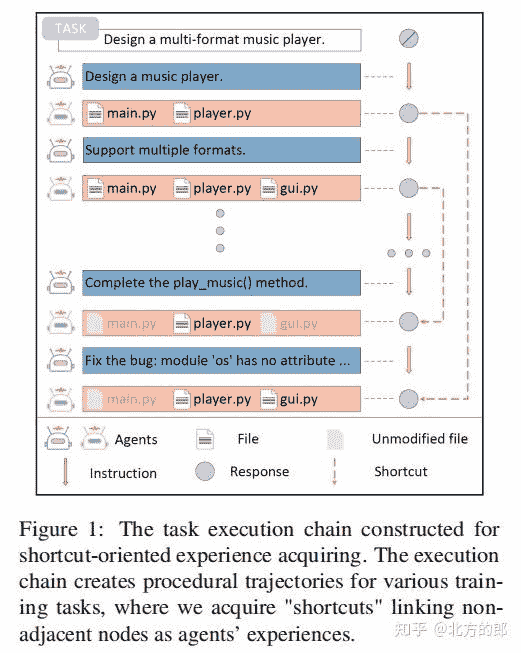 TASK
Design a multi-format music player.
Design a music player.
main.py player.py
Support multiple formats.
main.py player.py gui.py
Complete the play_music() method.
main.py player.py gui.py
Fix the bug: module 'os' has no attribute ...
main.py player.py gui.py
Agents File Unmodified file
Instruction Response Shortcut
Figure 1: The task execution chain constructed for
shortcut-oriented experience acquiring. The execution
chain creates procedural trajectories for various train-
ing tasks, where we acquire "shortcuts" linking non-
adjacent nodes as agents' experiences.
知乎 @北方的郎